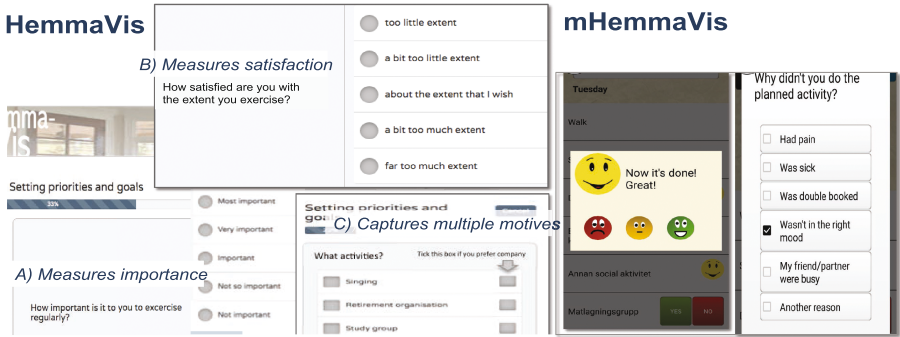 HemmaVis
mHemmaVis
B) Measures satisfaction
How satisfied are you with
the extent you exercise?
too little extent
a bit too little extent
about the extent that I wish
a bit too much extent
far too much extent
mma-
is
Setting priorities and goals
33%
A) Measures importance
How important is it to you to excercise
regularly?
Most important
Very important
Important
Not so important
Not important
Setting priorities and
goals
C) Captures multiple motives
What activities?
Tick this box if you prefer company
Singing
Retirement organisation
Study group
Tuesday
Walk
Now it's done!
Great!
Annan social aktivitet
Matlagningsgrupp
YES
NO
Why didn't you do the
planned activity?
Had pain
Was sick
Was double booked
Wasn't in the right
mood
My friend/partner
were busy
Another reason